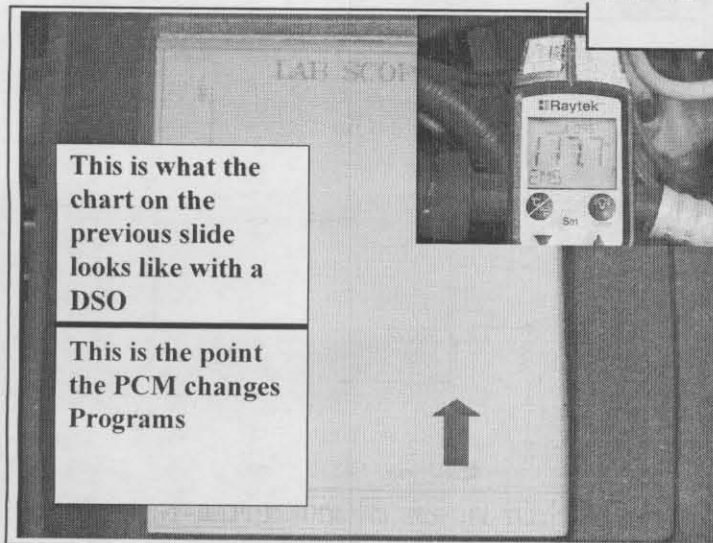 LAB SCOP
Raytek
This is what the
chart on the
previous slide
looks like with a
DSO
This is the point
the PCM changes
Programs